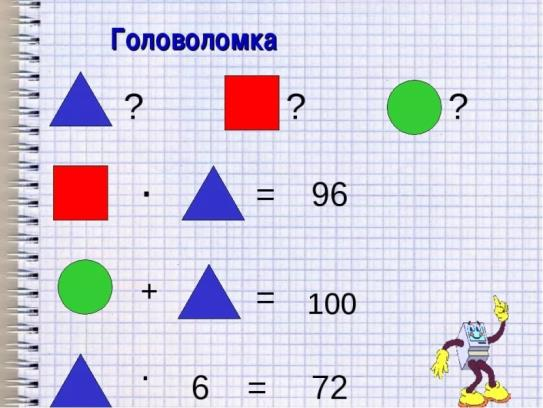 Головоломка
? ? ?
· = 96
+ = 100
· 6 = 72